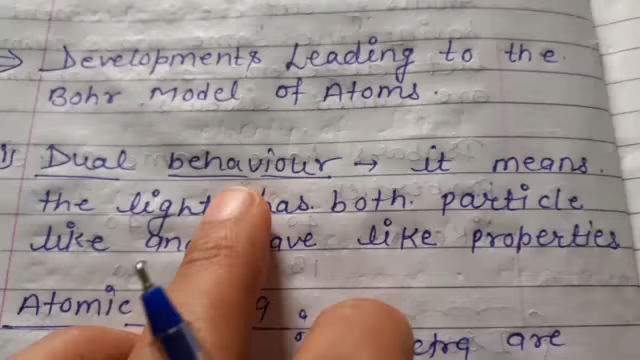 ⇒ Developments Leading to the
Bohr Model of Atoms.
1) Dual behaviour → it means
the light has both particle
like and wave like properties
Atomic
are